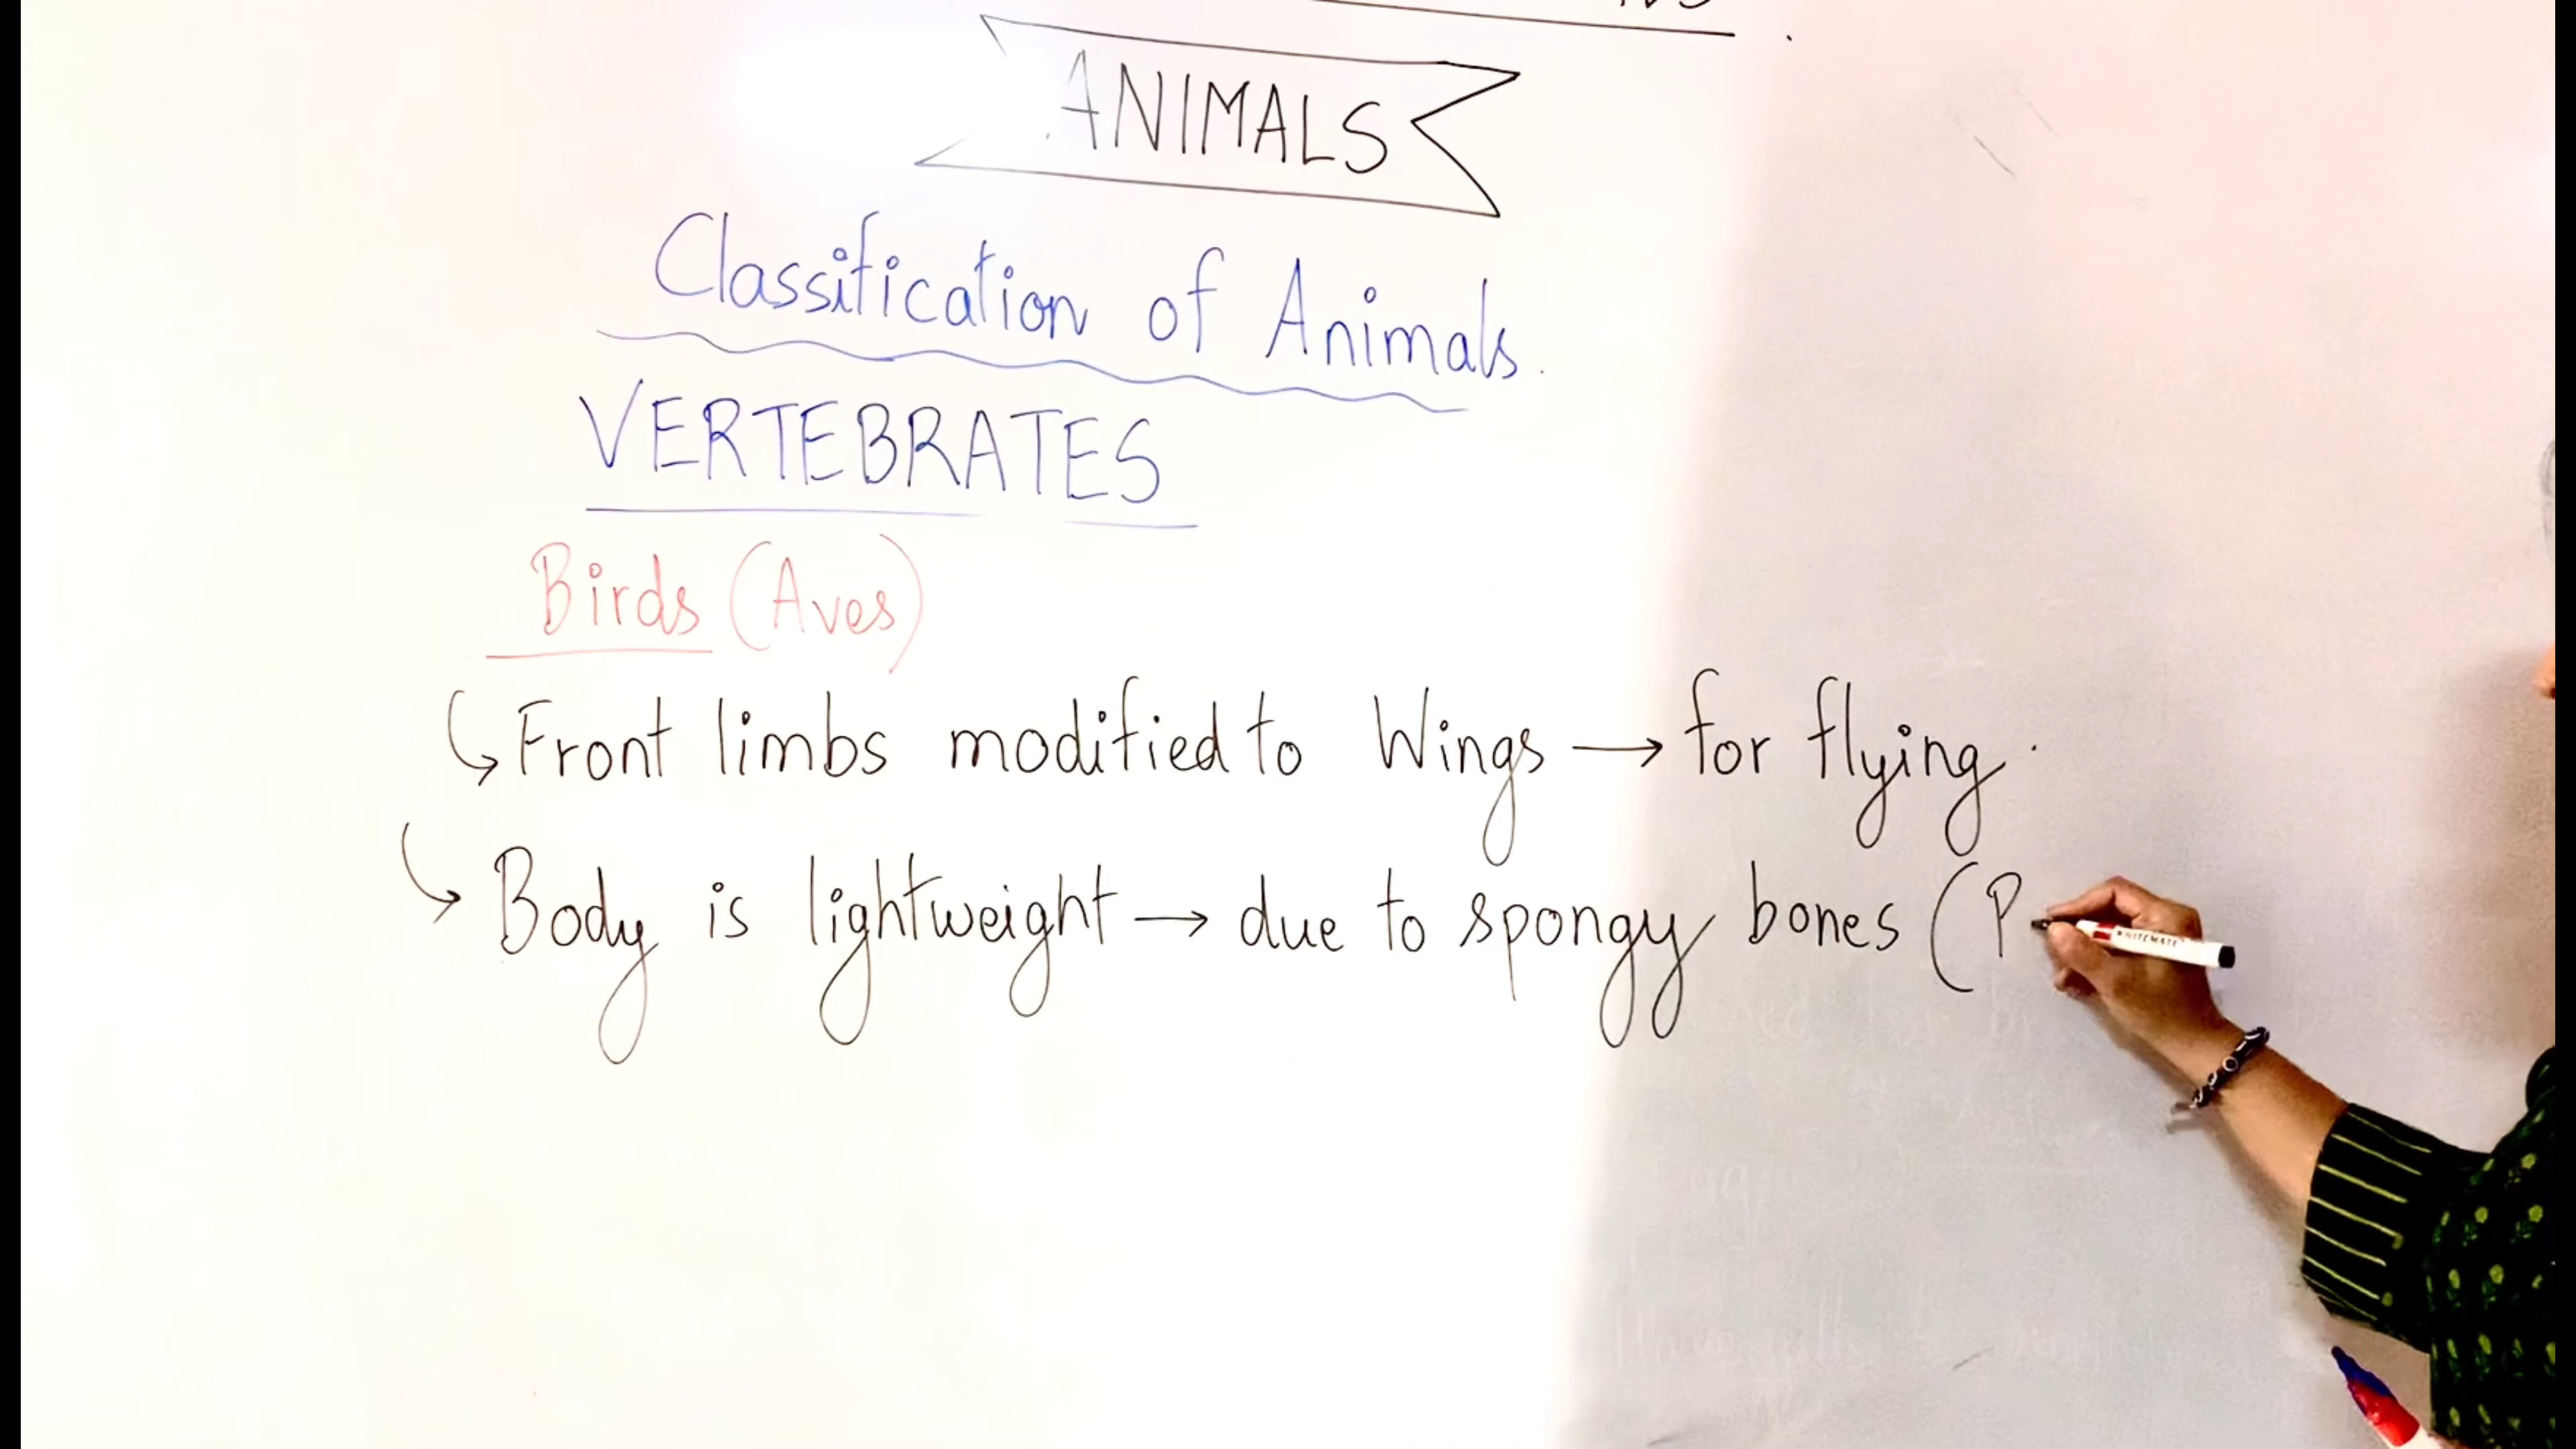 ANIMALS
Classification of Animals.
VERTEBRATES
Birds (Aves)
Front limbs modified to Wings → for flying.
Body is lightweight → due to spongy bones (P
WHITEMATE